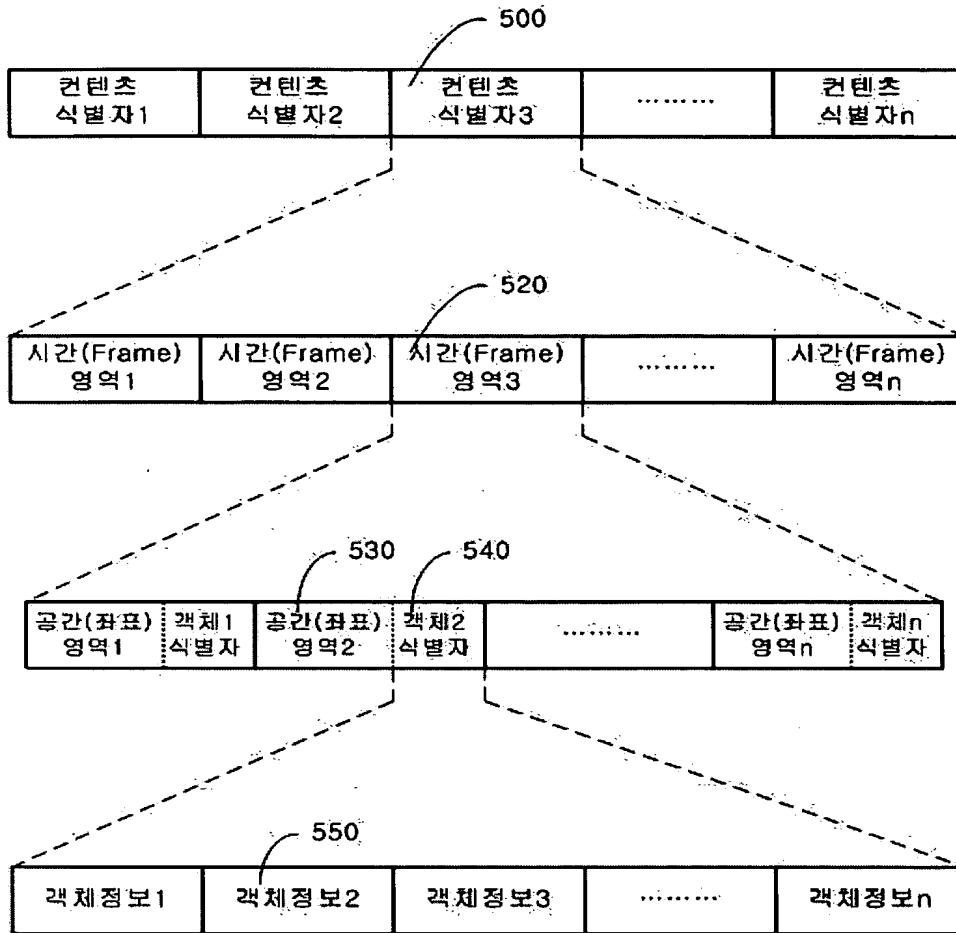 500
컨텐츠 식별자1
컨텐츠 식별자2
컨텐츠 식별자3
………
컨텐츠 식별자n
520
시간(Frame) 영역1
시간(Frame) 영역2
시간(Frame) 영역3
………
시간(Frame) 영역n
530
540
공간(좌표) 영역1
객체1 식별자
공간(좌표) 영역2
객체2 식별자
………
공간(좌표) 영역n
객체n 식별자
550
객체정보1
객체정보2
객체정보3
………
객체정보n